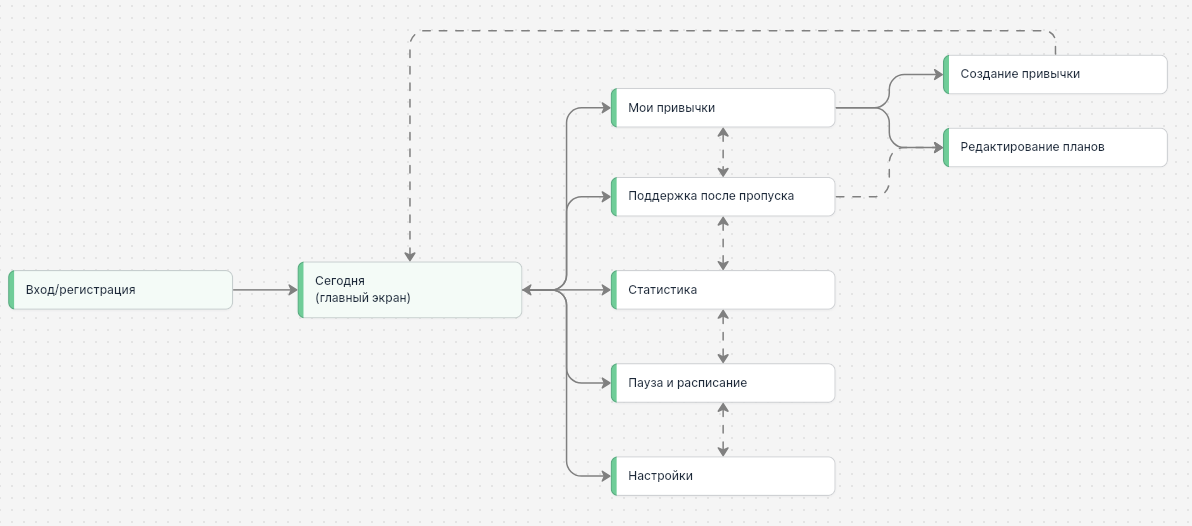 Создание привычки
Мои привычки
Редактирование планов
Поддержка после пропуска
Вход/регистрация
Сегодня
(главный экран)
Статистика
Пауза и расписание
Настройки